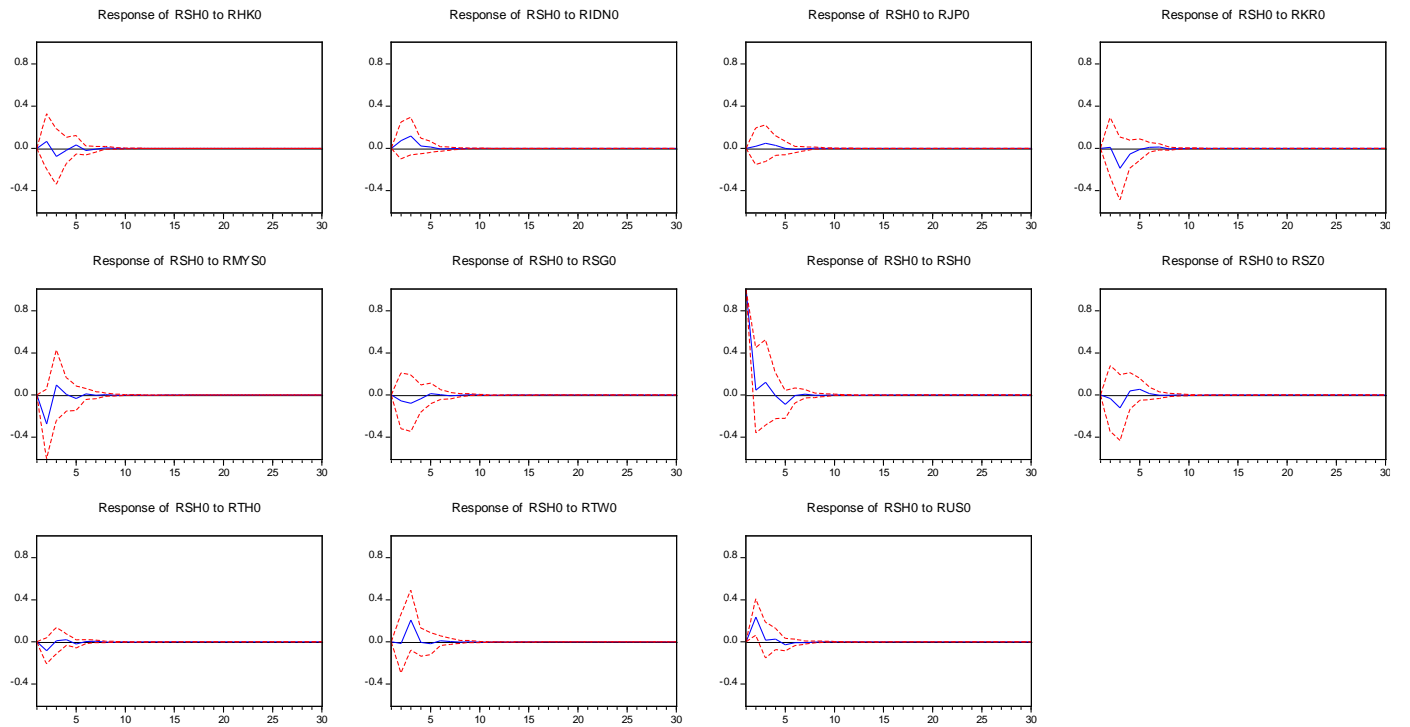 Response of RSH0 to RHK0
0.8
0.4
0.0
-0.4
5 10 15 20 25 30
Response of RSH0 to RIDN0
0.8
0.4
0.0
-0.4
5 10 15 20 25 30
Response of RSH0 to RJP0
0.8
0.4
0.0
-0.4
5 10 15 20 25 30
Response of RSH0 to RKR0
0.8
0.4
0.0
-0.4
5 10 15 20 25 30
Response of RSH0 to RMYS0
0.8
0.4
0.0
-0.4
5 10 15 20 25 30
Response of RSH0 to RSG0
0.8
0.4
0.0
-0.4
5 10 15 20 25 30
Response of RSH0 to RSH0
0.8
0.4
0.0
-0.4
5 10 15 20 25 30
Response of RSH0 to RSZ0
0.8
0.4
0.0
-0.4
5 10 15 20 25 30
Response of RSH0 to RTH0
0.8
0.4
0.0
-0.4
5 10 15 20 25 30
Response of RSH0 to RTW0
0.8
0.4
0.0
-0.4
5 10 15 20 25 30
Response of RSH0 to RUS0
0.8
0.4
0.0
-0.4
5 10 15 20 25 30